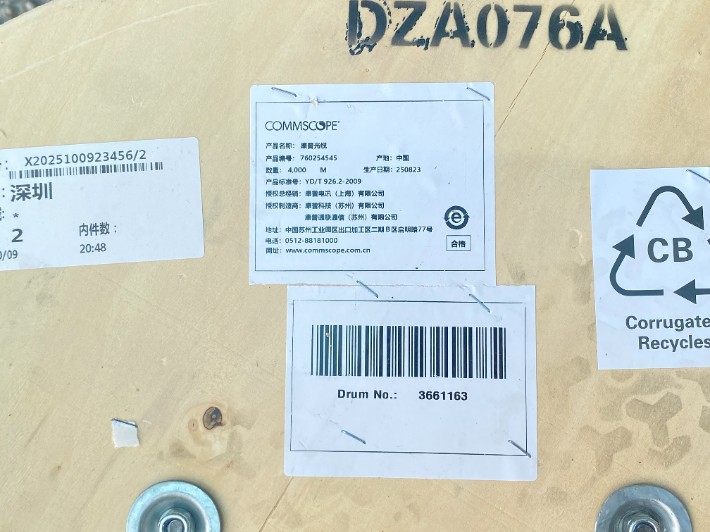 DZA076A
X2025100923456/2
深圳
*
2
内件数：
/09
20:48
COMMSCOPE®
产品名称： 康普光缆
产品编号： 760254545 产地： 中国
数量： 4,000 M 生产日期： 250823
产品标准号： YD/T 926.2-2009
授权总经销： 康普电讯（上海）有限公司
授权制造商： 康普科技（苏州）有限公司
康普通联通信（苏州）有限公司
地址： 中国苏州工业园区出口加工区二期B区启明路77号
电话： 0512-88181000
网址： www.commscope.com.cn
e
合格
Drum No.: 3661163
CB
Corrugate
Recycles